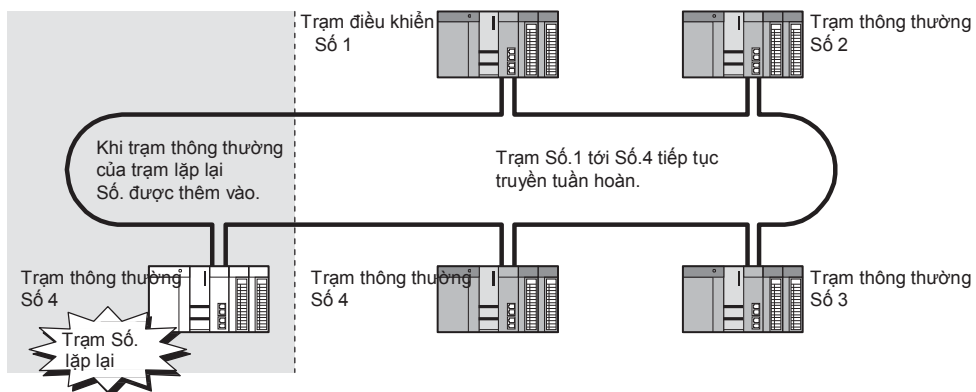 Trạm điều khiển
Số 1
Trạm thông thường
Số 2
Khi trạm thông thường
của trạm lặp lại
Số. được thêm vào.
Trạm Số.1 tới Số.4 tiếp tục
truyền tuần hoàn.
Trạm thông thường
Số 4
Trạm thông thường
Số 4
Trạm thông thường
Số 3
Trạm Số.
lặp lại